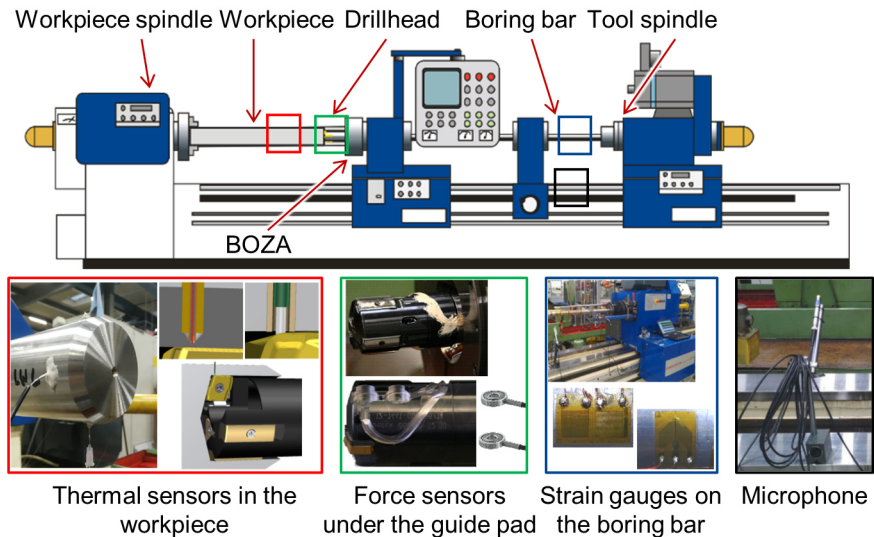 Workpiece spindle Workpiece Drillhead Boring bar Tool spindle
BOZA
Thermal sensors in the
workpiece
Force sensors
under the guide pad
Strain gauges on
the boring bar
Microphone